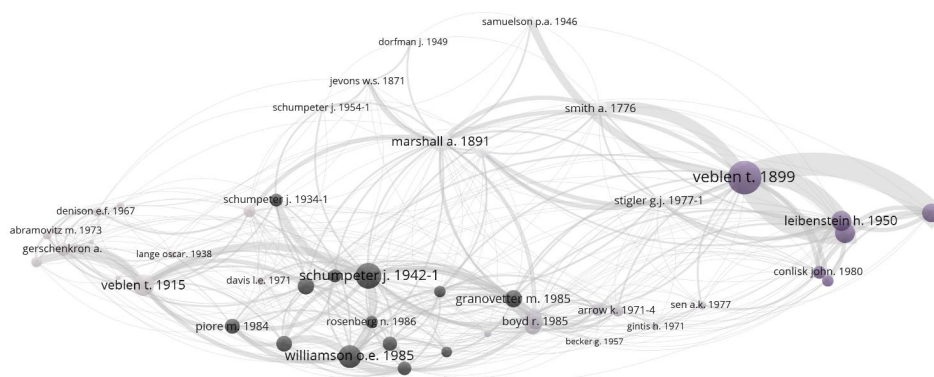 samuelson p.a. 1946
dorfman j. 1949
jevons w.s. 1871
schumpeter j. 1954-1
smith a. 1776
marshall a. 1891
veblen t. 1899
schumpeter j. 1934-1
stigler g.j. 1977-1
denison e.f. 1967
leibenstein h. 1950
abramovitz m. 1973
gerschenkron a.
lange oscar. 1938
conlisk john. 1980
schumpeter j. 1942-1
davis l.e. 1971
veblen t. 1915
granovetter m. 1985
sen a.k. 1977
arrow k. 1971-4
boyd r. 1985
rosenberg n. 1986
piore m. 1984
gintis h. 1971
becker g. 1957
williamson o.e. 1985